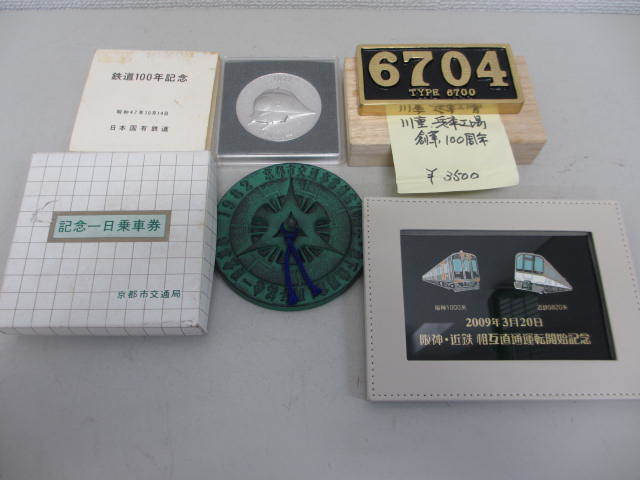 鉄道100年記念
昭和47年10月14日
日本国有鉄道
6704
TYPE 6700
川重 兵庫工場
創業100周年
¥3500
記念一日乗車券
京都市交通局
1982
阪神1000系
近鉄9820系
2009年3月20日
阪神・近鉄 相互直通運転開始記念